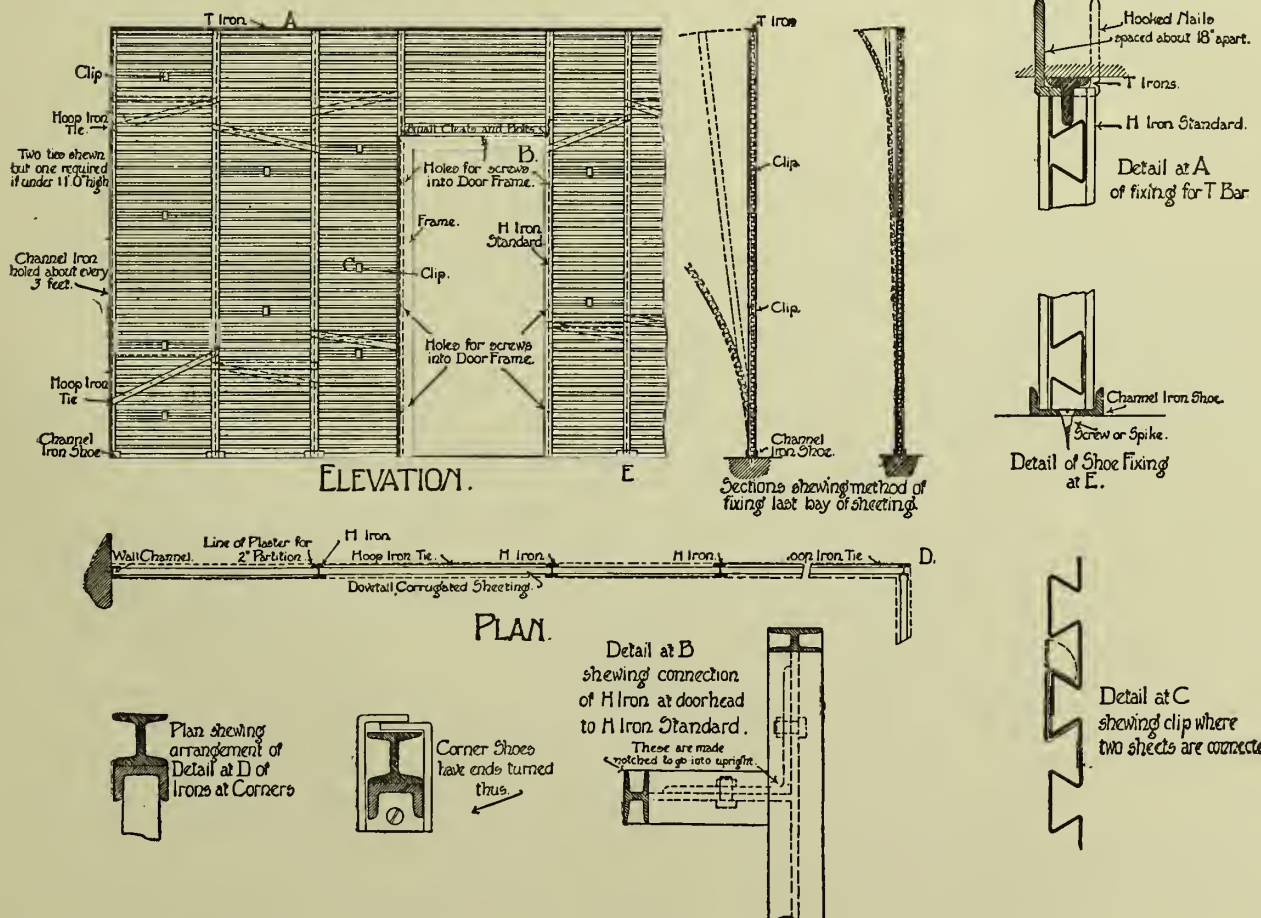 T Iron
A
Clip
Hoop Iron
Tie.
Two ties shewn
but one required
if under 11'.0" high
Channel Iron
holed about every
3 feet.
Hoop Iron
Tie
Channel
Iron Shoe
Small Cleats and Bolts
B.
Holes for screws
into Door Frame.
Frame.
H Iron
Standard
C
Clip.
Holes for screws
into Door Frame.
ELEVATION.
E
T Iron
Clip
Clip.
Channel
Iron Shoe.
Sections shewing method of
fixing last bay of sheeting.
Hooked Nails
spaced about 18" apart.
T Irons.
H Iron Standard.
Detail at A
of fixing for T Bar
Channel Iron Shoe.
Screw or Spike.
Detail of Shoe Fixing
at E.
Wall Channel.
Line of Plaster for
2" Partition.
H Iron
Hoop Iron Tie.
H Iron
H Iron
oop Iron Tie
D.
Dovetail Corrugated Sheeting.
PLAN.
Plan shewing
arrangement of
Detail at D of
Irons at Corners
Corner Shoes
have ends turned
thus.
Detail at B
shewing connection
of H Iron at doorhead
to H Iron Standard.
These are made
notched to go into upright.
Detail at C
shewing clip where
two sheets are connecte